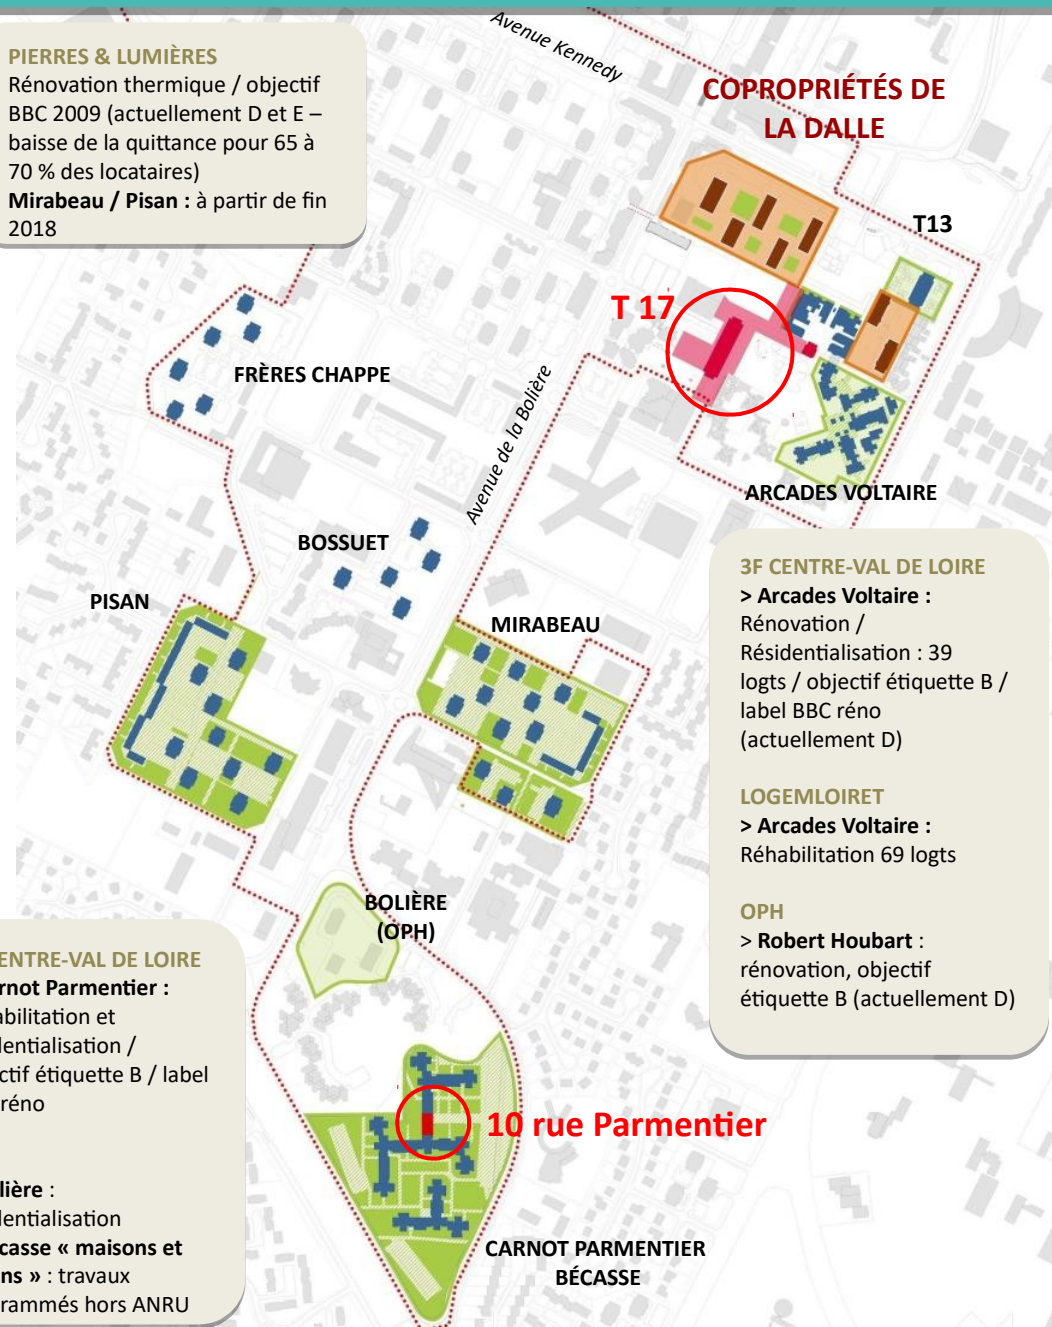 PIERRES & LUMIÈRES
Rénovation thermique / objectif
BBC 2009 (actuellement D et E –
baisse de la quittance pour 65 à
70 % des locataires)
Mirabeau / Pisan : à partir de fin
2018
Avenue Kennedy
COPROPRIÉTÉS DE
LA DALLE
T13
T 17
FRÈRES CHAPPE
Avenue de la Bolière
ARCADES VOLTAIRE
BOSSUET
PISAN
MIRABEAU
3F CENTRE-VAL DE LOIRE
> Arcades Voltaire :
Rénovation /
Résidentialisation : 39
logts / objectif étiquette B /
label BBC réno
(actuellement D)
LOGEMLOIRET
> Arcades Voltaire :
Réhabilitation 69 logts
OPH
> Robert Houbart :
rénovation, objectif
étiquette B (actuellement D)
BOLIÈRE
(OPH)
ENTRE-VAL DE LOIRE
rnot Parmentier :
abilitation et
dentialisation /
ctif étiquette B / label
réno
lière :
dentialisation
casse « maisons et
ns » : travaux
rammés hors ANRU
10 rue Parmentier
CARNOT PARMENTIER
BÉCASSE